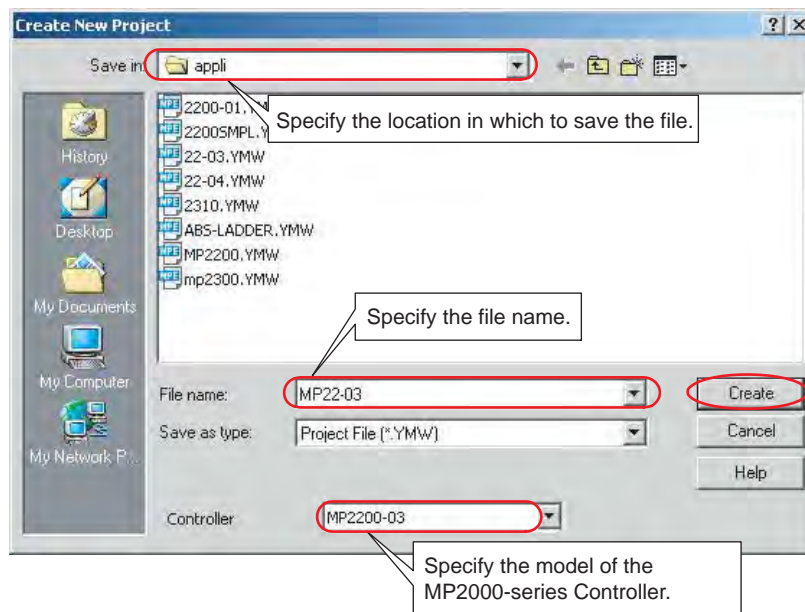 Create New Project
Save in:
appli
Specify the location in which to save the file.
2200-01.YMW
2200SMPL.Y
22-03.YMW
22-04.YMW
2310.YMW
ABS-LADDER.YMW
MP2200.YMW
mp2300.YMW
History
Desktop
My Documents
My Computer
My Network P...
Specify the file name.
File name:
MP22-03
Create
Save as type:
Project File (*.YMW)
Cancel
Help
Controller
MP2200-03
Specify the model of the
MP2000-series Controller.